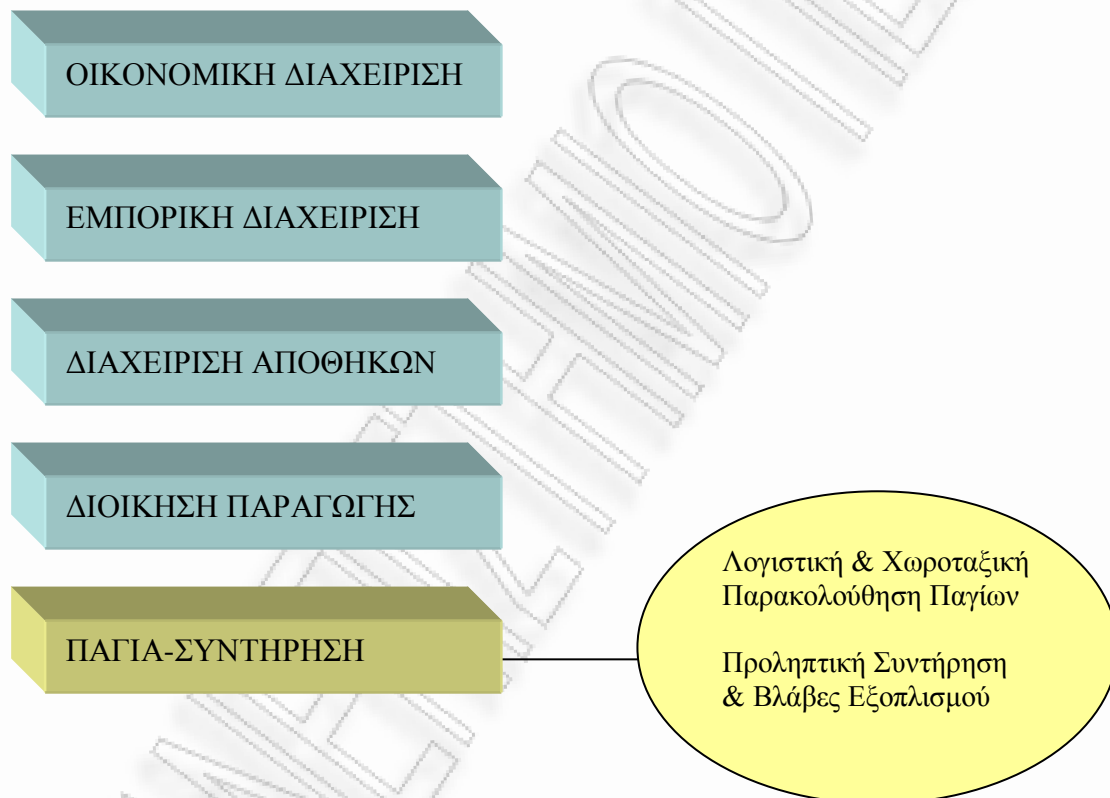 ΟΙΚΟΝΟΜΙΚΗ ΔΙΑΧΕΙΡΙΣΗ
ΕΜΠΟΡΙΚΗ ΔΙΑΧΕΙΡΙΣΗ
ΔΙΑΧΕΙΡΙΣΗ ΑΠΟΘΗΚΩΝ
ΔΙΟΙΚΗΣΗ ΠΑΡΑΓΩΓΗΣ
ΠΑΓΙΑ-ΣΥΝΤΗΡΗΣΗ
Λογιστική & Χωροταξική
Παρακολούθηση Παγίων
Προληπτική Συντήρηση
& Βλάβες Εξοπλισμού